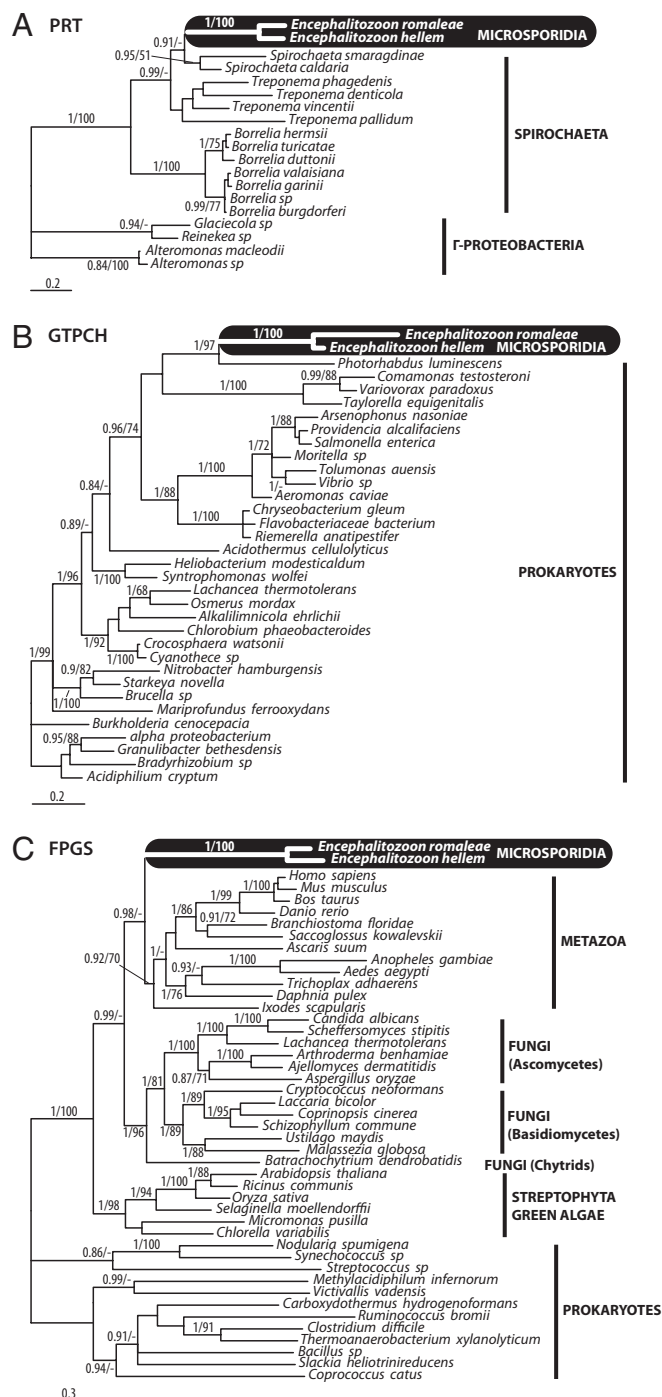 A PRT
0.91/-
1/100
Encephalitozoon romaleae
Encephalitozoon hellem
MICROSPORIDIA
0.95/51
Spirochaeta smaragdinae
Spirochaeta caldaria
0.99/-
Treponema phagedenis
Treponema denticola
Treponema vincentii
Treponema pallidum
SPIROCHAETA
1/100
Borrelia hermsii
1/75
Borrelia turicatae
Borrelia duttonii
1/100
Borrelia valaisiana
Borrelia garinii
Borrelia sp
0.99/77
Borrelia burgdorferi
0.94/-
Glaciecola sp
Reinekea sp
Γ-PROTEOBACTERIA
Alteromonas macleodii
0.84/100
Alteromonas sp
0.2
B GTPCH
1/97
1/100
Encephalitozoon romaleae
Encephalitozoon hellem
MICROSPORIDIA
Photorhabdus luminescens
0.99/88
Comamonas testosteroni
1/100
Variovorax paradoxus
Taylorella equigenitalis
0.96/74
1/88
Arsenophonus nasoniae
Providencia alcalifaciens
1/72
Salmonella enterica
Moritella sp
1/100
Tolumonas auensis
1/-
Vibrio sp
0.84/-
1/88
Aeromonas caviae
Chryseobacterium gleum
1/100
Flavobacteriaceae bacterium
0.89/-
Riemerella anatipestifer
Acidothermus cellulolyticus
Heliobacterium modesticaldum
PROKARYOTES
1/96
1/100
Syntrophomonas wolfei
1/68
Lachancea thermotolerans
Osmerus mordax
Alkalilimnicola ehrlichii
Chlorobium phaeobacteroides
1/92
Crocosphaera watsonii
1/99
1/100
Cyanothece sp
0.9/82
Nitrobacter hamburgensis
Starkeya novella
1/100
Brucella sp
Mariprofundus ferrooxydans
Burkholderia cenocepacia
0.95/88
alpha proteobacterium
Granulibacter bethesdensis
Bradyrhizobium sp
Acidiphilium cryptum
0.2
C FPGS
1/100
Encephalitozoon romaleae
Encephalitozoon hellem
MICROSPORIDIA
Homo sapiens
1/100
Mus musculus
1/99
Bos taurus
1/86
Danio rerio
0.98/-
0.91/72
Branchiostoma floridae
Saccoglossus kowalevskii
1/-
Ascaris suum
METAZOA
0.92/70
1/100
Anopheles gambiae
0.93/-
Aedes aegypti
Trichoplax adhaerens
1/76
Daphnia pulex
0.99/-
Ixodes scapularis
1/100
Candida albicans
1/100
Scheffersomyces stipitis
Lachancea thermotolerans
1/100
1/100
Arthroderma benhamiae
FUNGI
(Ascomycetes)
Ajellomyces dermatitidis
1/81
0.87/71
Aspergillus oryzae
1/100
1/89
Cryptococcus neoformans
Laccaria bicolor
1/95
Coprinopsis cinerea
FUNGI
(Basidiomycetes)
Schizophyllum commune
1/96
1/89
Ustilago maydis
1/88
Malassezia globosa
Batrachochytrium dendrobatidis
FUNGI (Chytrids)
1/88
Arabidopsis thaliana
1/100
Ricinus communis
1/94
Oryza sativa
STREPTOPHYTA
GREEN ALGAE
Selaginella moellendorffii
1/98
Micromonas pusilla
Chlorella variabilis
1/100
Nodularia spumigena
0.86/-
Synechococcus sp
Streptococcus sp
0.99/-
Methylacidiphilum infernorum
Victivallis vadensis
Carboxydothermus hydrogenoformans
PROKARYOTES
Ruminococcus bromii
1/91
Clostridium difficile
0.91/-
Thermoanaerobacterium xylanolyticum
Bacillus sp
0.94/-
Slackia heliotrinireducens
Coprococcus catus
0.3